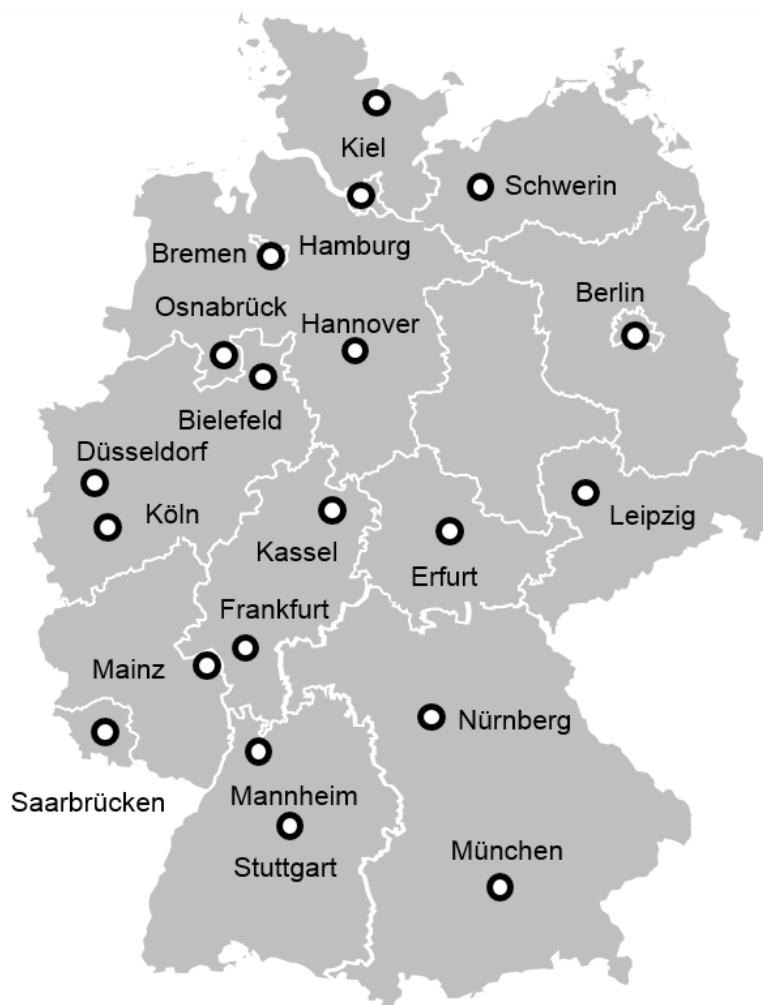 Kiel
Schwerin
Hamburg
Bremen
Berlin
Osnabrück
Hannover
Bielefeld
Düsseldorf
Köln
Leipzig
Kassel
Erfurt
Frankfurt
Mainz
Nürnberg
Saarbrücken
Mannheim
München
Stuttgart